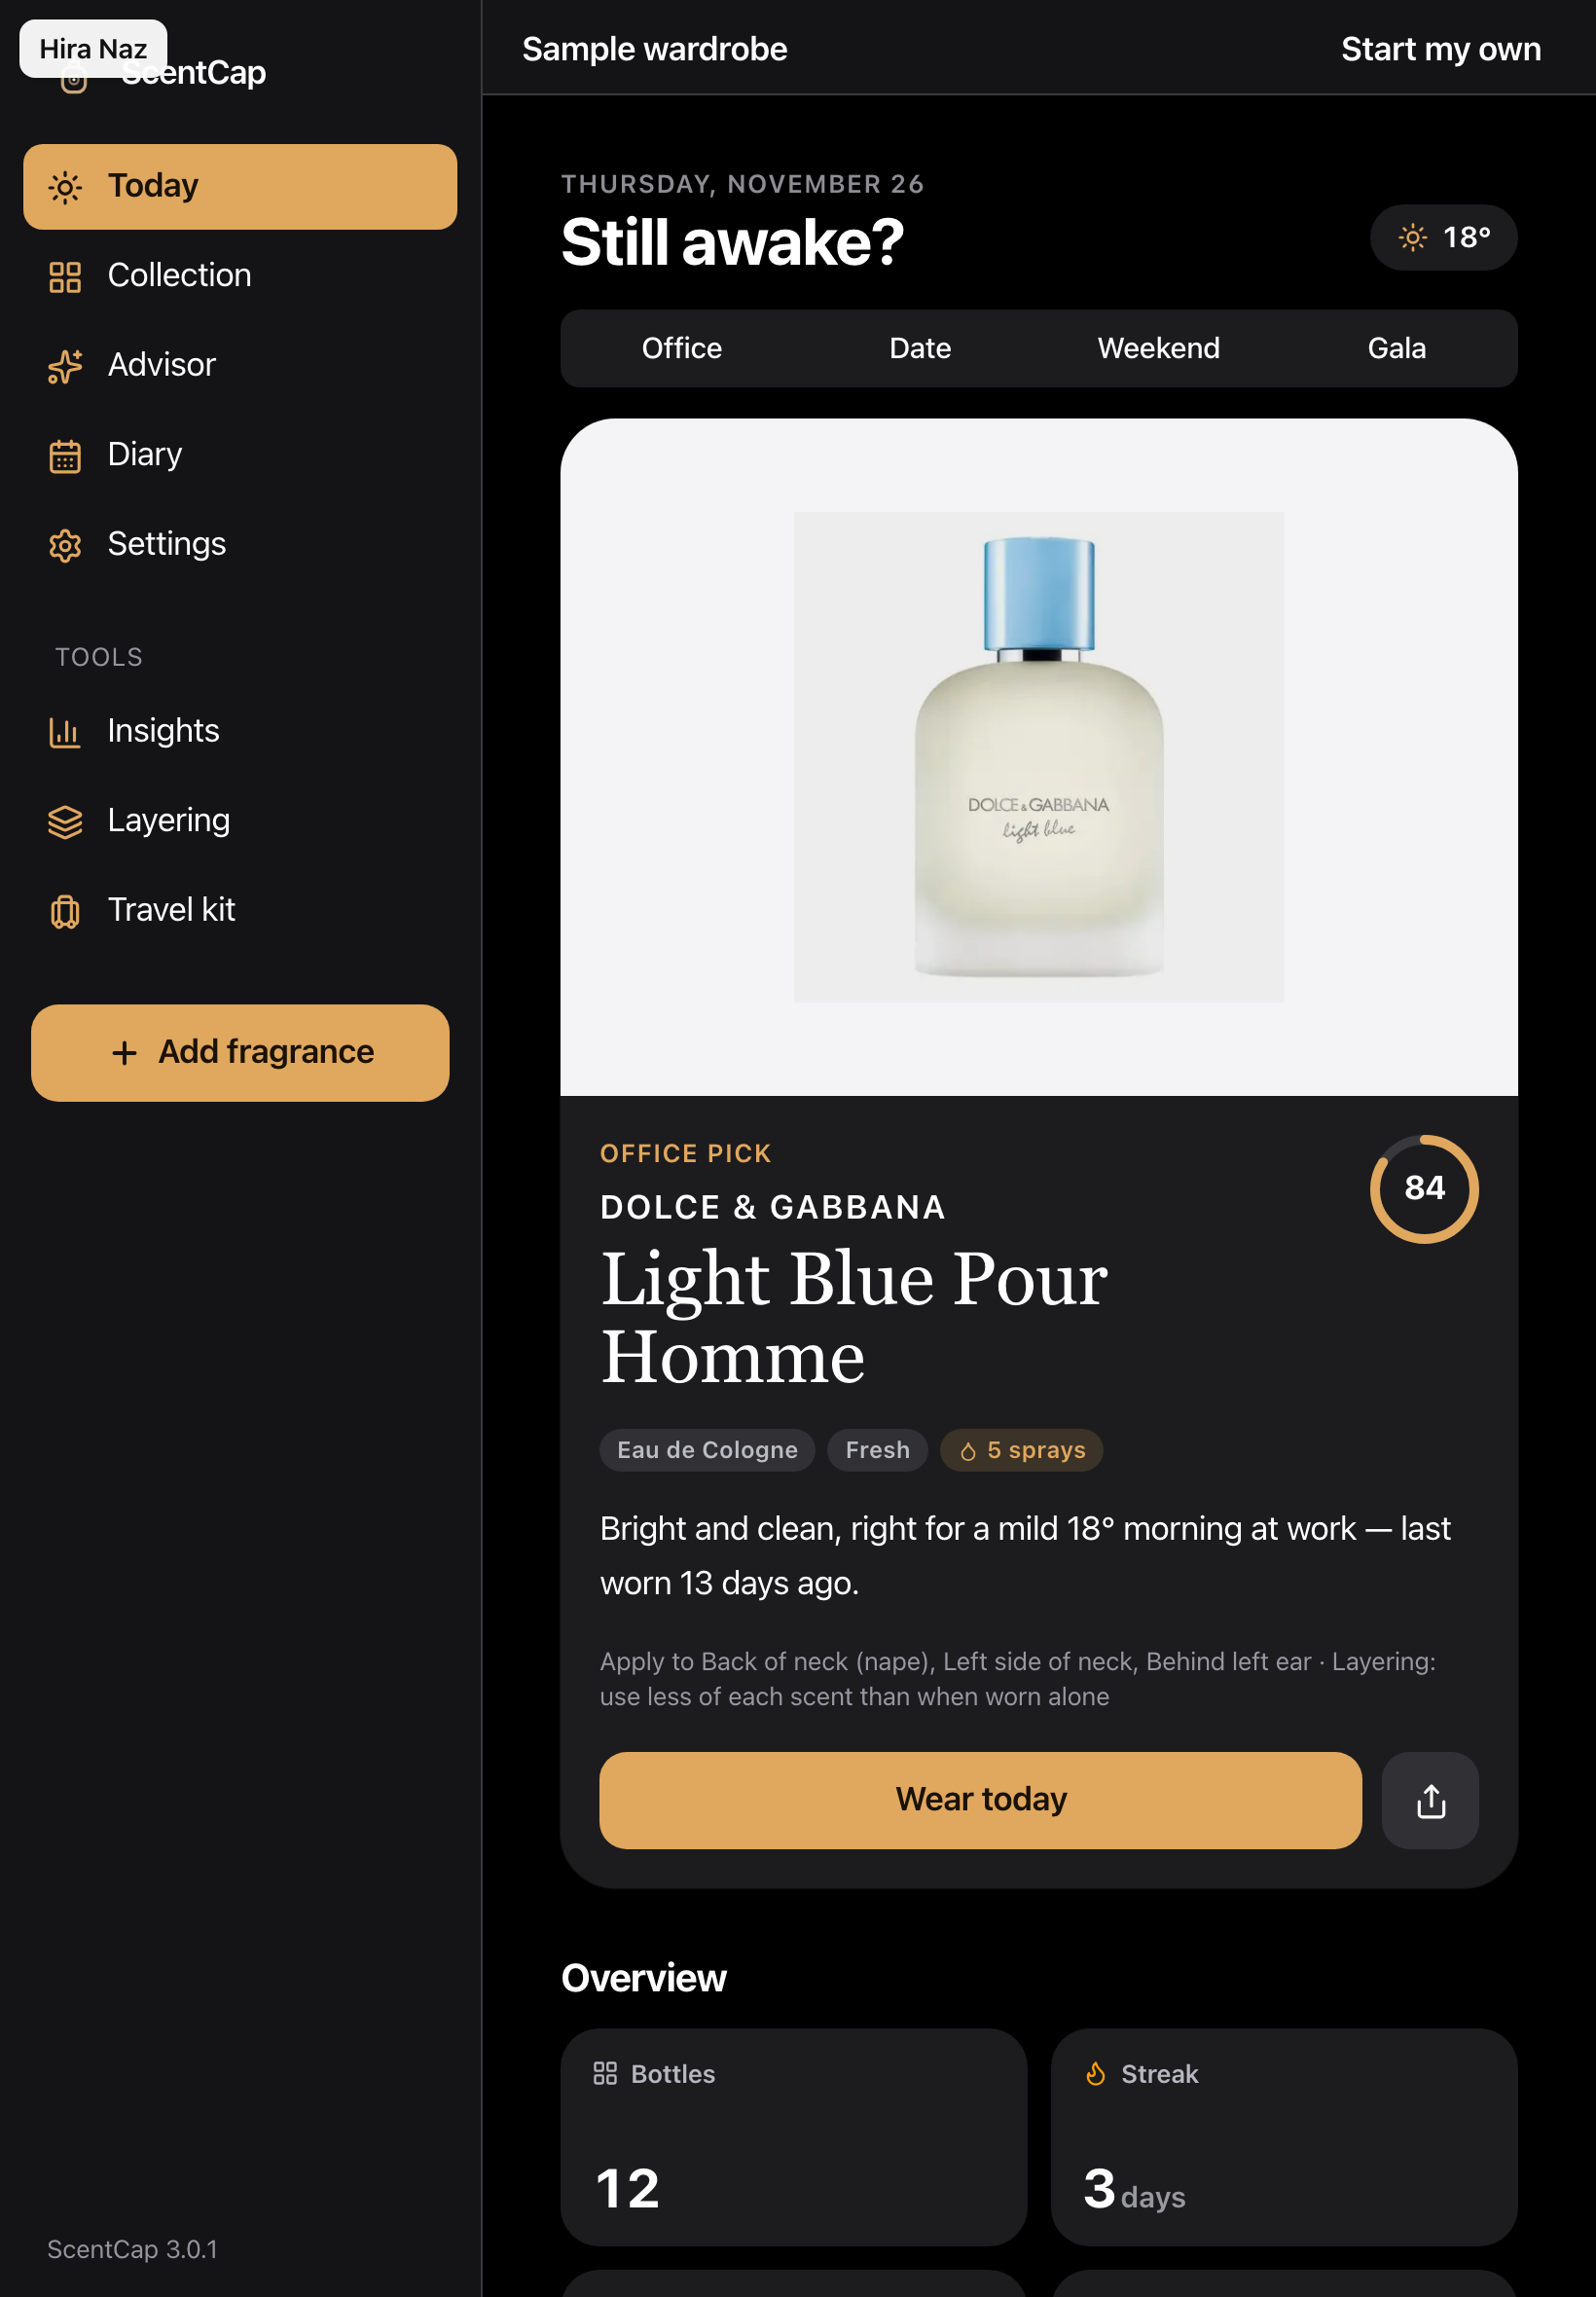 Hira Naz
ScentCap
Today
Collection
Advisor
Diary
Settings
TOOLS
Insights
Layering
Travel kit
Add fragrance
ScentCap 3.0.1
Sample wardrobe
Start my own
THURSDAY, NOVEMBER 26
Still awake?
18°
Office
Date
Weekend
Gala
DOLCE & GABBANA
light blue
OFFICE PICK
84
DOLCE & GABBANA
Light Blue Pour
Homme
Eau de Cologne
Fresh
5 sprays
Bright and clean, right for a mild 18° morning at work — last
worn 13 days ago.
Apply to Back of neck (nape), Left side of neck, Behind left ear · Layering:
use less of each scent than when worn alone
Wear today
Overview
Bottles
12
Streak
3 days